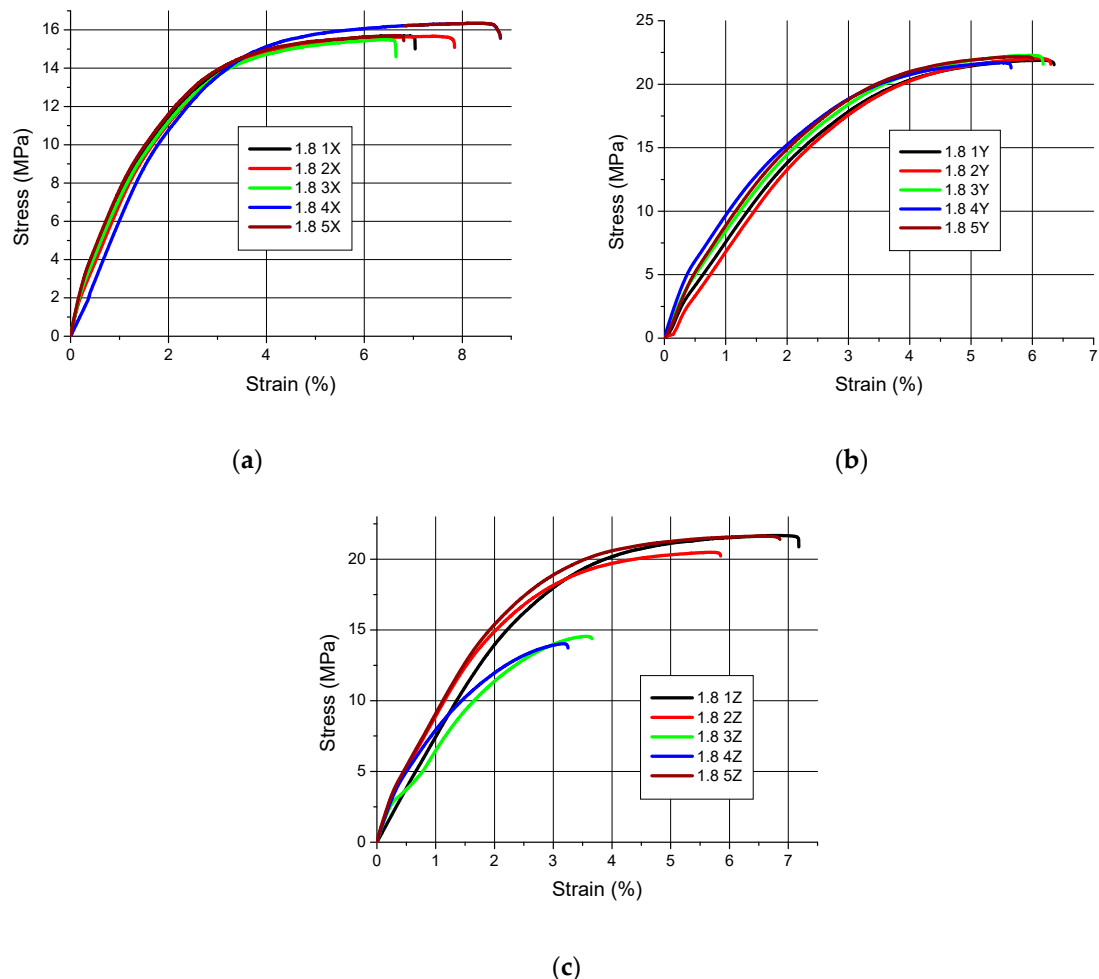 16
14
12
10
8
6
4
2
0
Stress (MPa)
1.8 1X
1.8 2X
1.8 3X
1.8 4X
1.8 5X
0 2 4 6 8
Strain (%)
(a)
25
20
15
10
5
0
Stress (MPa)
1.8 1Y
1.8 2Y
1.8 3Y
1.8 4Y
1.8 5Y
0 1 2 3 4 5 6 7
Strain (%)
(b)
20
15
10
5
0
Stress (MPa)
1.8 1Z
1.8 2Z
1.8 3Z
1.8 4Z
1.8 5Z
0 1 2 3 4 5 6 7
Strain (%)
(c)